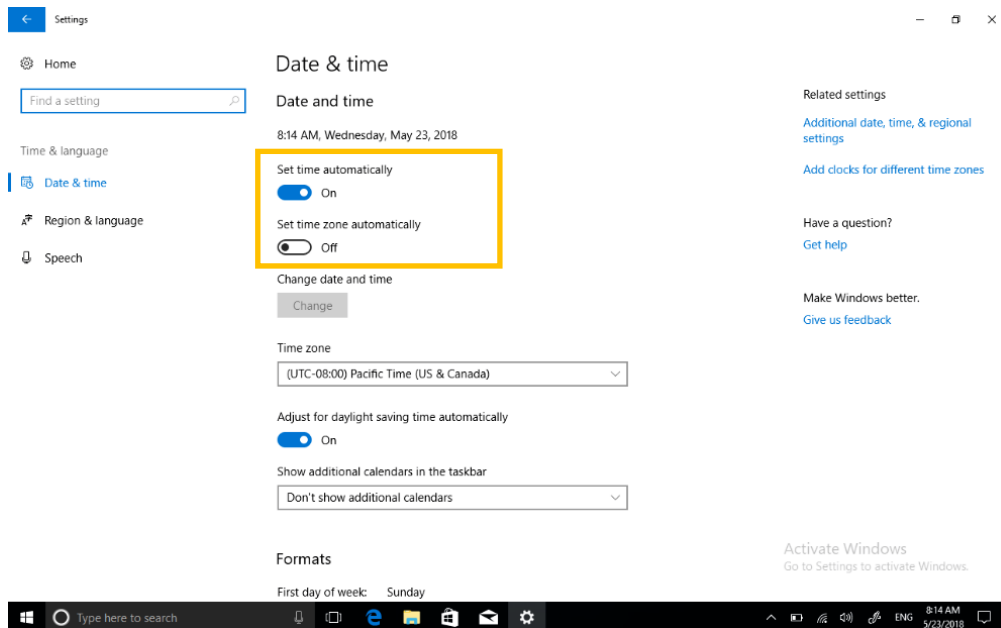 Settings
Home
Find a setting
Time & language
Date & time
Region & language
Speech
Date & time
Date and time
8:14 AM, Wednesday, May 23, 2018
Set time automatically
On
Set time zone automatically
Off
Change date and time
Change
Time zone
(UTC-08:00) Pacific Time (US & Canada)
Adjust for daylight saving time automatically
On
Show additional calendars in the taskbar
Don't show additional calendars
Formats
First day of week: Sunday
Related settings
Additional date, time, & regional
settings
Add clocks for different time zones
Have a question?
Get help
Make Windows better.
Give us feedback
Activate Windows
Go to Settings to activate Windows.
Type here to search
ENG
8:14 AM
5/23/2018